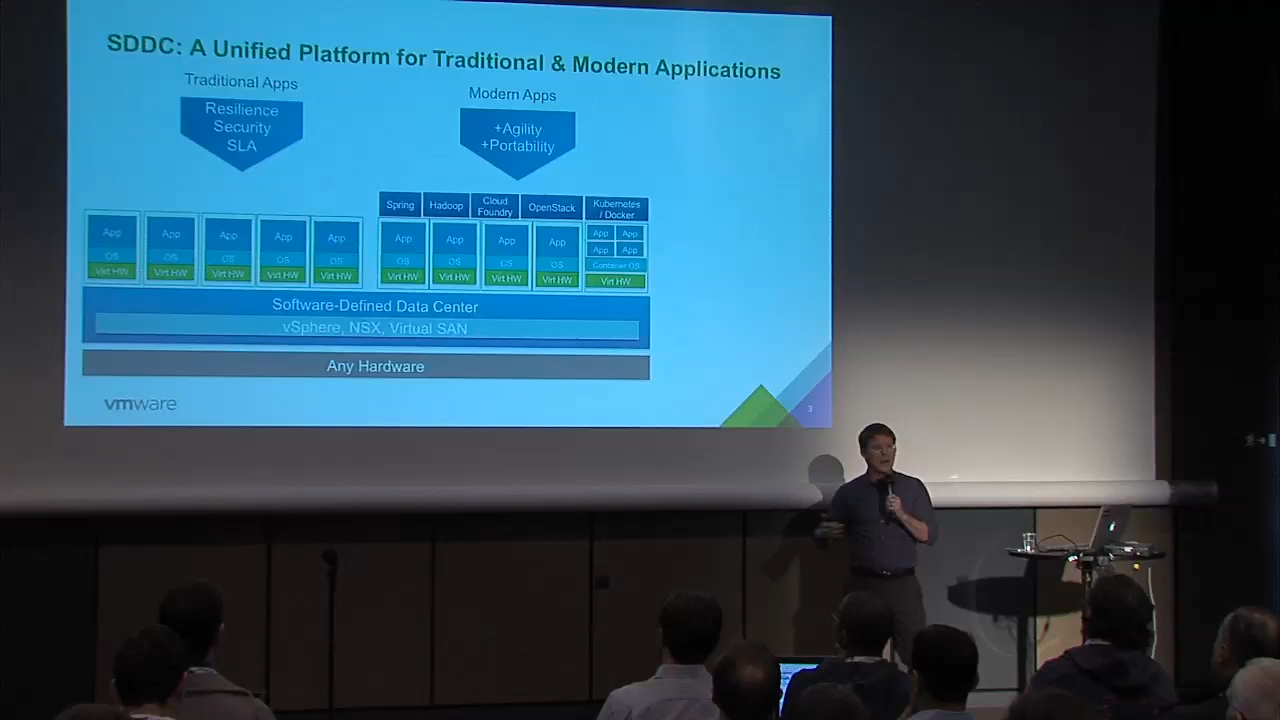 SDDC: A Unified Platform for Traditional & Modern Applications
Traditional Apps
Resilience
Security
SLA
Modern Apps
+Agility
+Portability
Spring
Hadoop
Cloud
Foundry
OpenStack
Kubernetes
/ Docker
App
OS
Virt HW
App
OS
Virt HW
App
OS
Virt HW
App
OS
Virt HW
App
OS
Virt HW
App
OS
Virt HW
App
OS
Virt HW
App
OS
Virt HW
App
OS
Virt HW
App App
App App
Container OS
Virt HW
Software-Defined Data Center
vSphere, NSX, Virtual SAN
Any Hardware
vmware
3